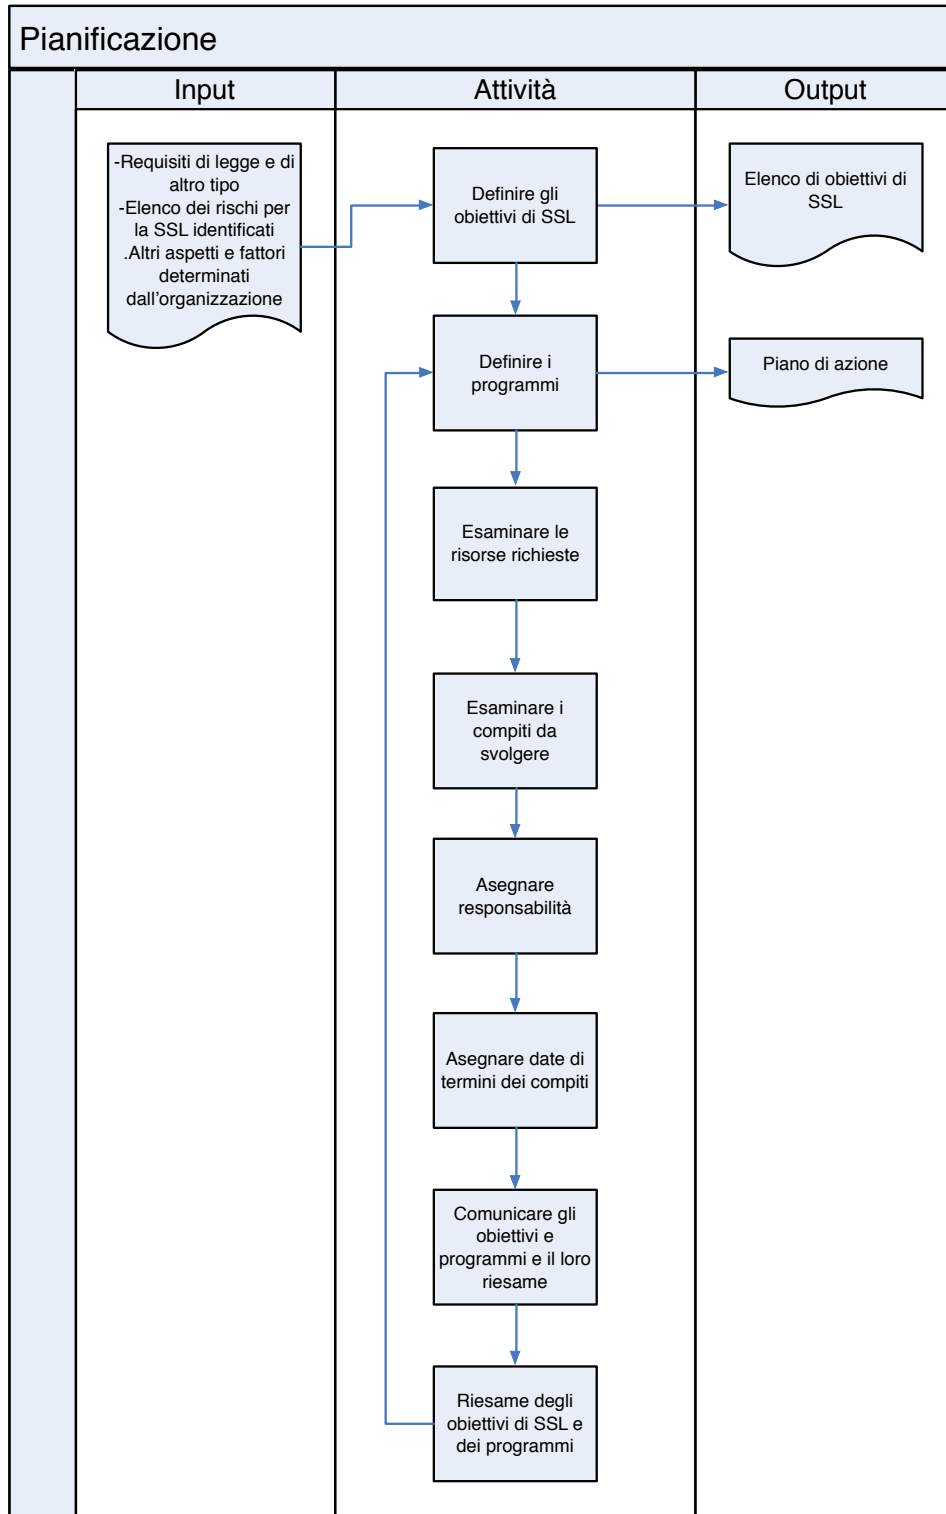 Pianificazione
Input
Attività
Output
-Requisiti di legge e di
altro tipo
-Elenco dei rischi per
la SSL identificati
.Altri aspetti e fattori
determinati
dall'organizzazione
Definire gli
obiettivi di SSL
Elenco di obiettivi di
SSL
Definire i
programmi
Piano di azione
Esaminare le
risorse richieste
Esaminare i
compiti da
svolgere
Asegnare
responsabilità
Asegnare date di
termini dei compiti
Comunicare gli
obiettivi e
programmi e il loro
riesame
Riesame degli
obiettivi di SSL e
dei programmi